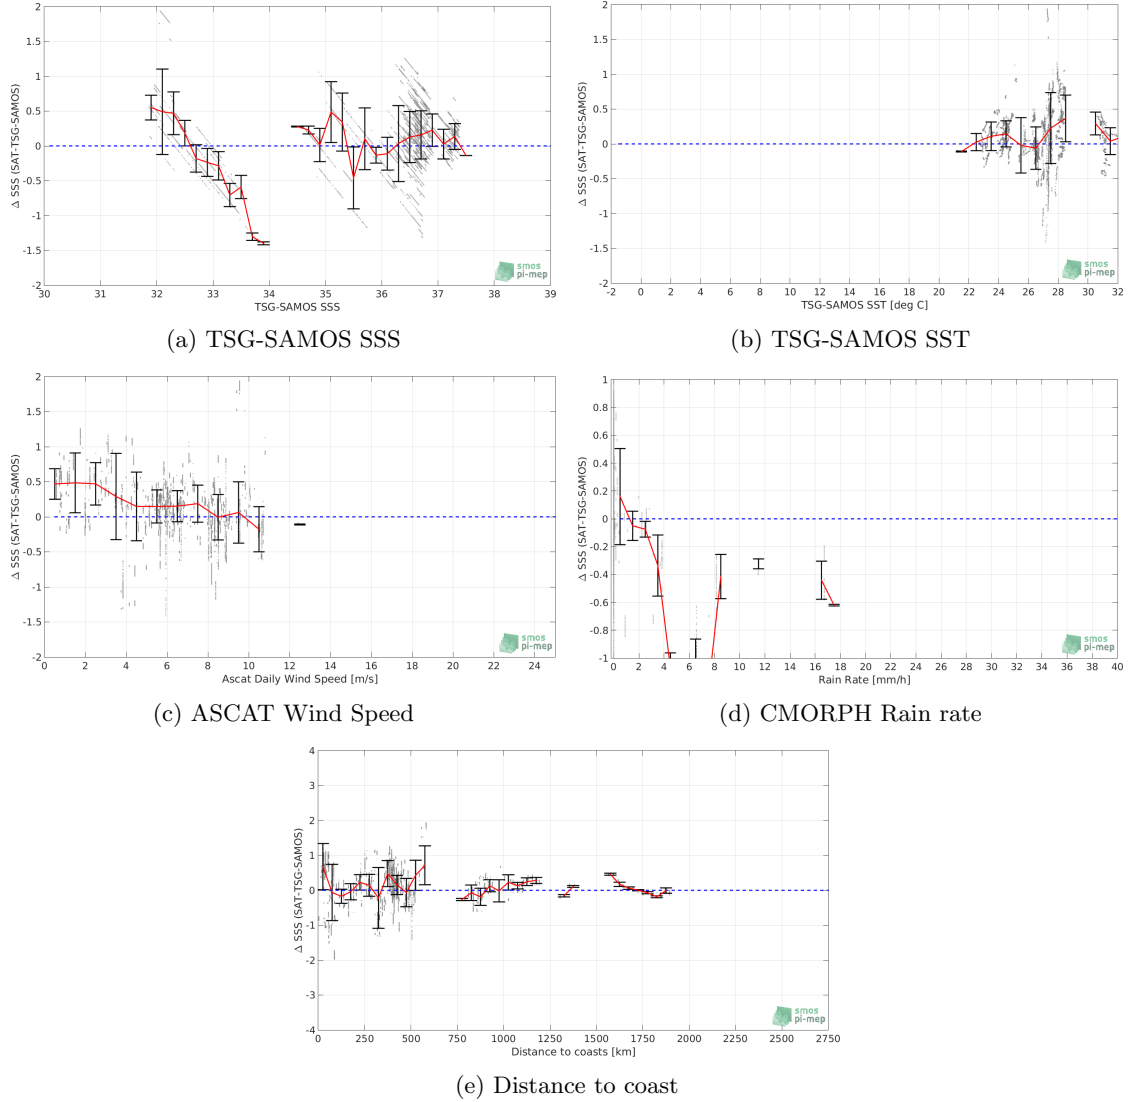 2
1.5
1
0.5
0
-0.5
-1
-1.5
-2
Δ SSS (SAT-TSG-SAMOS)
30 31 32 33 34 35 36 37 38 39
TSG-SAMOS SSS
smos
pi-mep
(a) TSG-SAMOS SSS
2
1.5
1
0.5
0
-0.5
-1
-1.5
-2
Δ SSS (SAT-TSG-SAMOS)
-2 0 2 4 6 8 10 12 14 16 18 20 22 24 26 28 30 32
TSG-SAMOS SST [deg C]
smos
pi-mep
(b) TSG-SAMOS SST
2
1.5
1
0.5
0
-0.5
-1
-1.5
-2
Δ SSS (SAT-TSG-SAMOS)
0 2 4 6 8 10 12 14 16 18 20 22 24
Ascat Daily Wind Speed [m/s]
smos
pi-mep
(c) ASCAT Wind Speed
1
0.8
0.6
0.4
0.2
0
-0.2
-0.4
-0.6
-0.8
-1
Δ SSS (SAT-TSG-SAMOS)
0 2 4 6 8 10 12 14 16 18 20 22 24 26 28 30 32 34 36 38 40
Rain Rate [mm/h]
smos
pi-mep
(d) CMORPH Rain rate
4
3
2
1
0
-1
-2
-3
-4
Δ SSS (SAT-TSG-SAMOS)
0 250 500 750 1000 1250 1500 1750 2000 2250 2500 2750
Distance to coasts [km]
smos
pi-mep
(e) Distance to coast